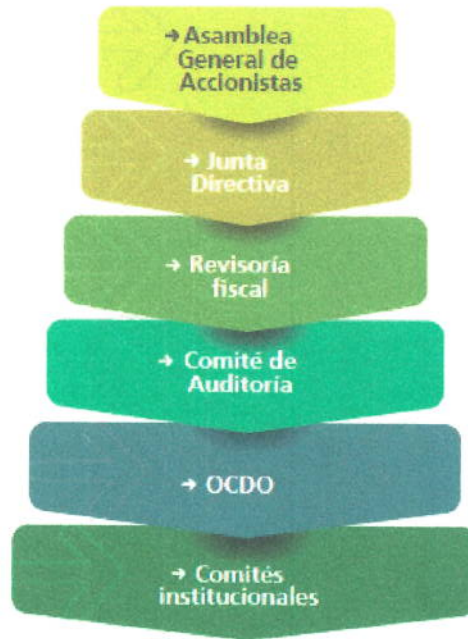 → Asamblea
General de
Accionistas
→ Junta
Directiva
→ Revisoría
fiscal
→ Comité de
Auditoría
→ OCDO
→ Comités
institucionales